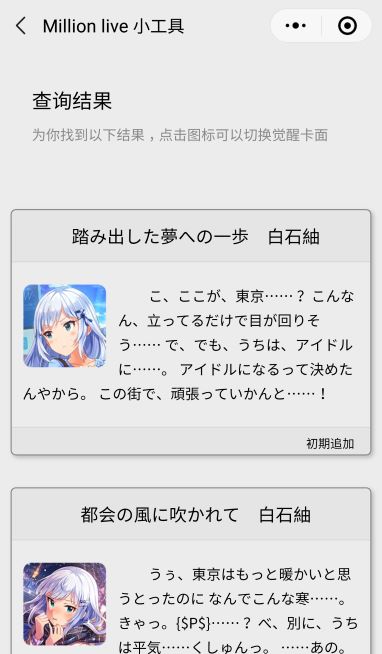 Million live 小工具
查询结果
为你找到以下结果，点击图标可以切换觉醒卡面
踏み出した夢への一歩　白石紬
こ、ここが、東京……？ こんな
ん、立ってるだけで目が回りそ
う…… で、でも、うちは、アイドル
に……。 アイドルになるって決めた
んやから。 この街で、頑張っていかんと……！
初期追加
都会の風に吹かれて　白石紬
うぅ、東京はもっと暖かいと思
うとったのに なんでこんな寒……。
きゃっ。{$P$}……？ べ、別に、うち
は平気……くしゅんっ。 ……あの。